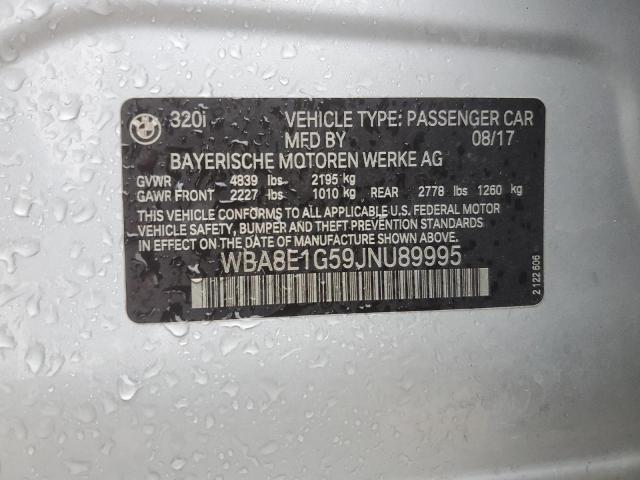 320i VEHICLE TYPE: PASSENGER CAR
MFD BY 08/17
BAYERISCHE MOTOREN WERKE AG
GVWR 4839 lbs 2195 kg
GAWR FRONT 2227 lbs 1010 kg REAR 2778 lbs 1260 kg
THIS VEHICLE CONFORMS TO ALL APPLICABLE U.S. FEDERAL MOTOR
VEHICLE SAFETY, BUMPER AND THEFT PREVENTION STANDARDS IN
EFFECT ON THE DATE OF MANUFACTURE SHOWN ABOVE.
WBA8E1G59JNU89995
2 122 606